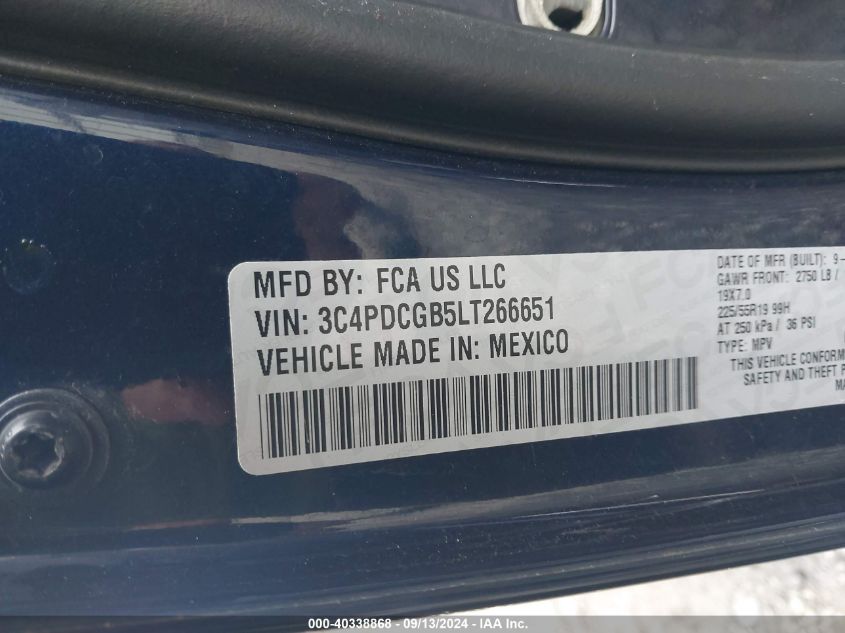 MFD BY: FCA US LLC
VIN: 3C4PDCGB5LT266651
VEHICLE MADE IN: MEXICO
DATE OF MFR (BUILT): 9-
GAWR FRONT: 2750 LB /
19X7.0
225/55R19 99H
AT 250 kPa / 36 PSI
TYPE: MPV
THIS VEHICLE CONFORM
SAFETY AND THEFT P
MA
000-40338868 - 09/13/2024 - IAA Inc.